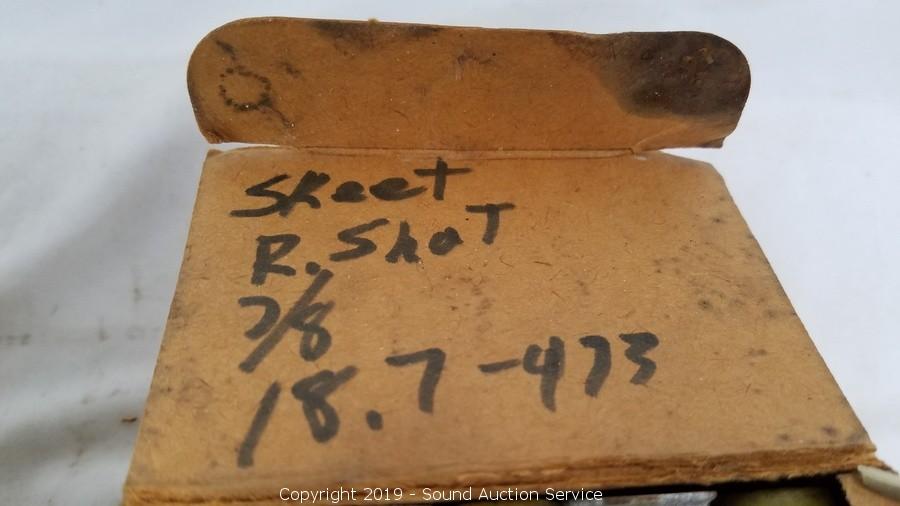 Skeet
R. Shot
7/8
18.7-473
Copyright 2019 - Sound Auction Service